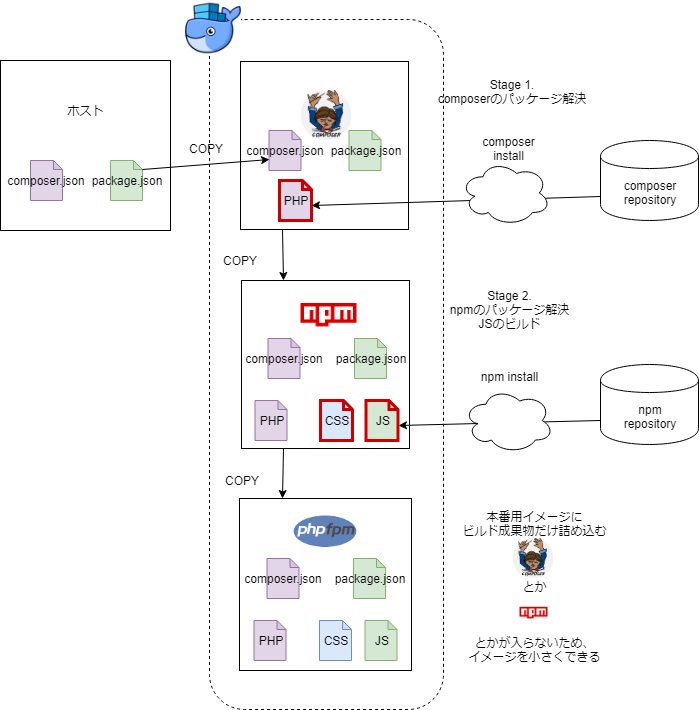 ホスト
composer.json
package.json
COPY
COMPOSER
composer.json
package.json
PHP
Stage 1.
composerのパッケージ解決
composer
install
composer
repository
COPY
npm
composer.json
package.json
PHP
CSS
JS
Stage 2.
npmのパッケージ解決
JSのビルド
npm install
npm
repository
COPY
php fpm
composer.json
package.json
PHP
CSS
JS
本番用イメージに
ビルド成果物だけ詰め込む
COMPOSER
とか
npm
とかが入らないため、
イメージを小さくできる